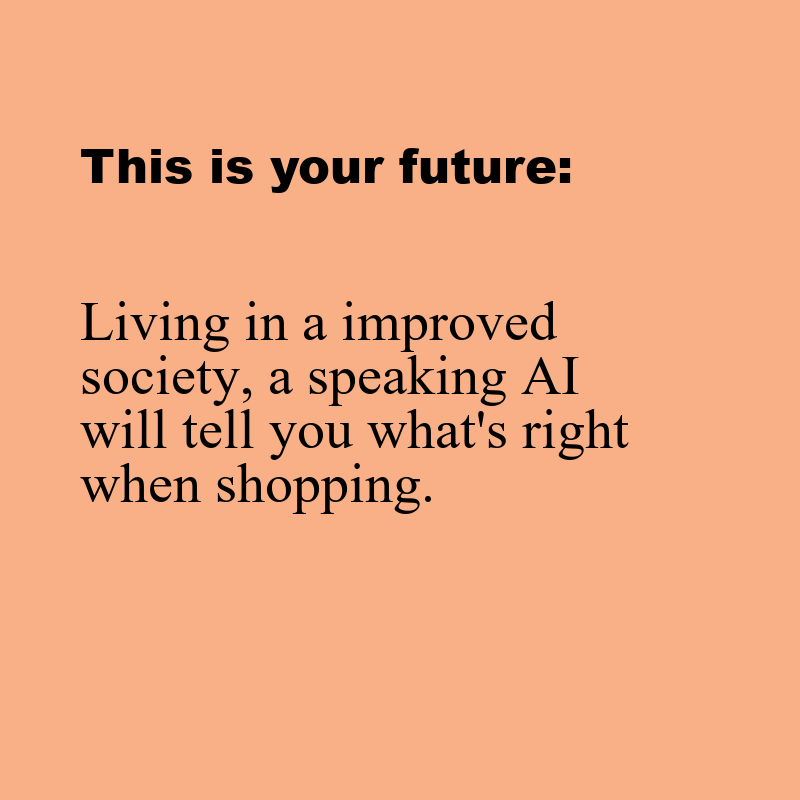 This is your future:
Living in a improved
society, a speaking AI
will tell you what's right
when shopping.